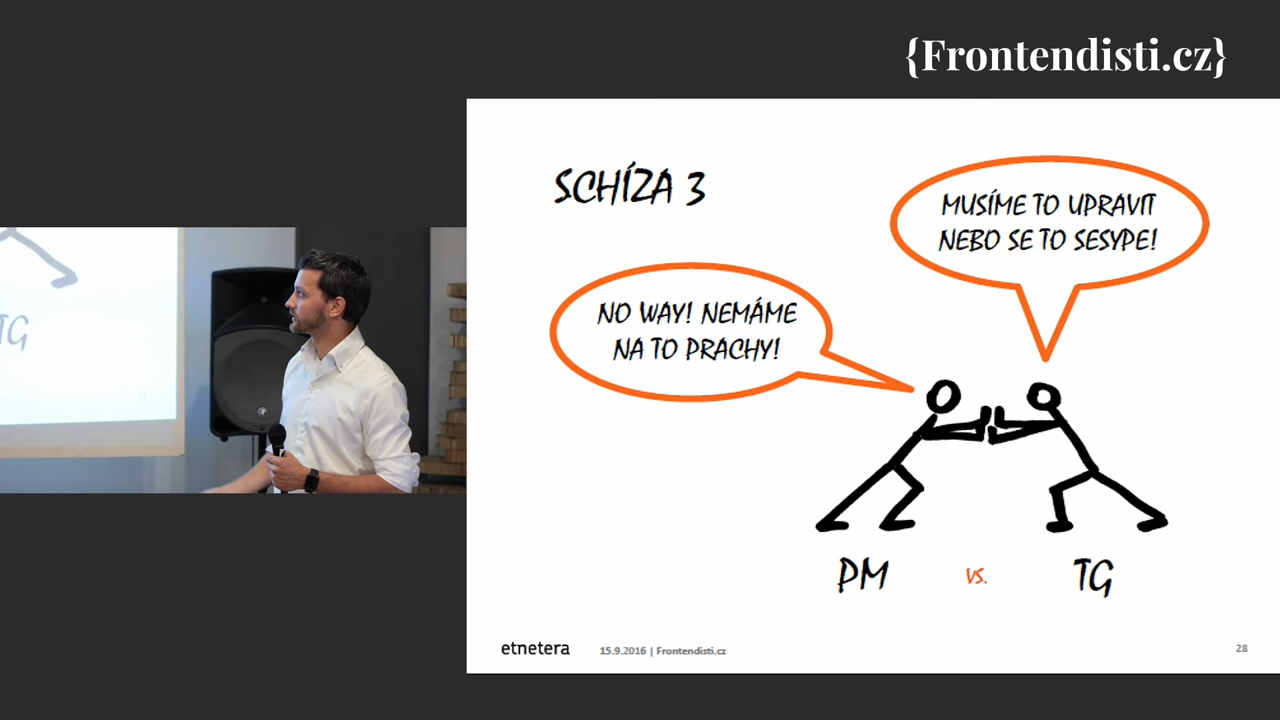 {Frontendisti.cz}
SCHÍZA 3
MUSÍME TO UPRAVIT
NEBO SE TO SESYPE!
NO WAY! NEMÁME
NA TO PRACHY!
TG
PM
vs.
TG
etnetera
15.9.2016 | Frontendisti.cz
28